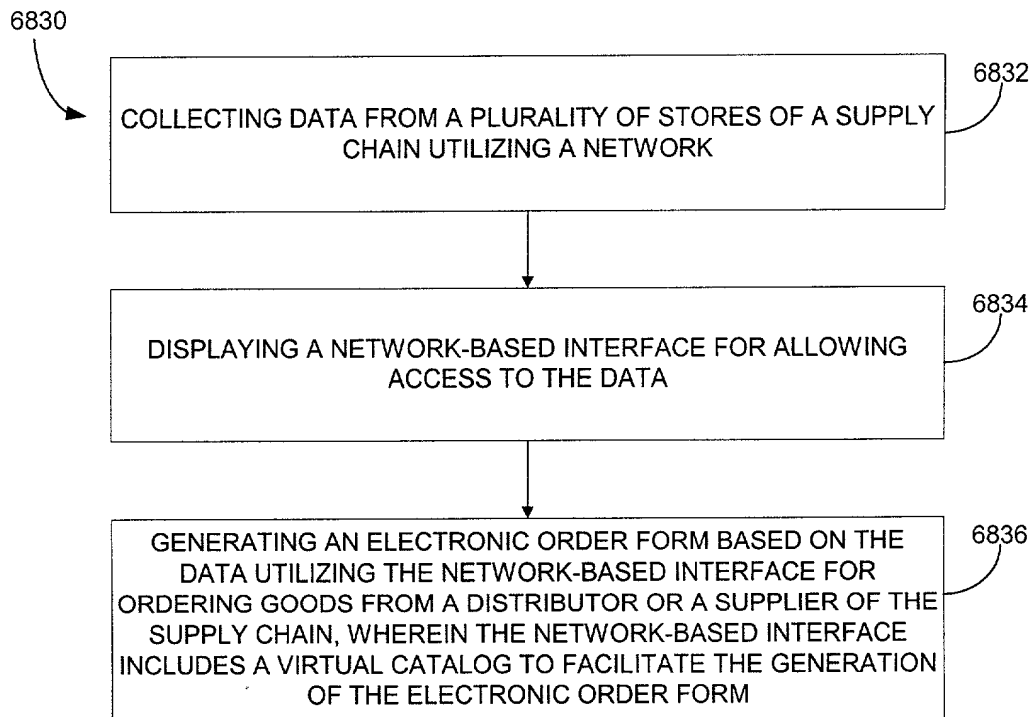 6830
6832
COLLECTING DATA FROM A PLURALITY OF STORES OF A SUPPLY
CHAIN UTILIZING A NETWORK
6834
DISPLAYING A NETWORK-BASED INTERFACE FOR ALLOWING
ACCESS TO THE DATA
6836
GENERATING AN ELECTRONIC ORDER FORM BASED ON THE
DATA UTILIZING THE NETWORK-BASED INTERFACE FOR
ORDERING GOODS FROM A DISTRIBUTOR OR A SUPPLIER OF THE
SUPPLY CHAIN, WHEREIN THE NETWORK-BASED INTERFACE
INCLUDES A VIRTUAL CATALOG TO FACILITATE THE GENERATION
OF THE ELECTRONIC ORDER FORM